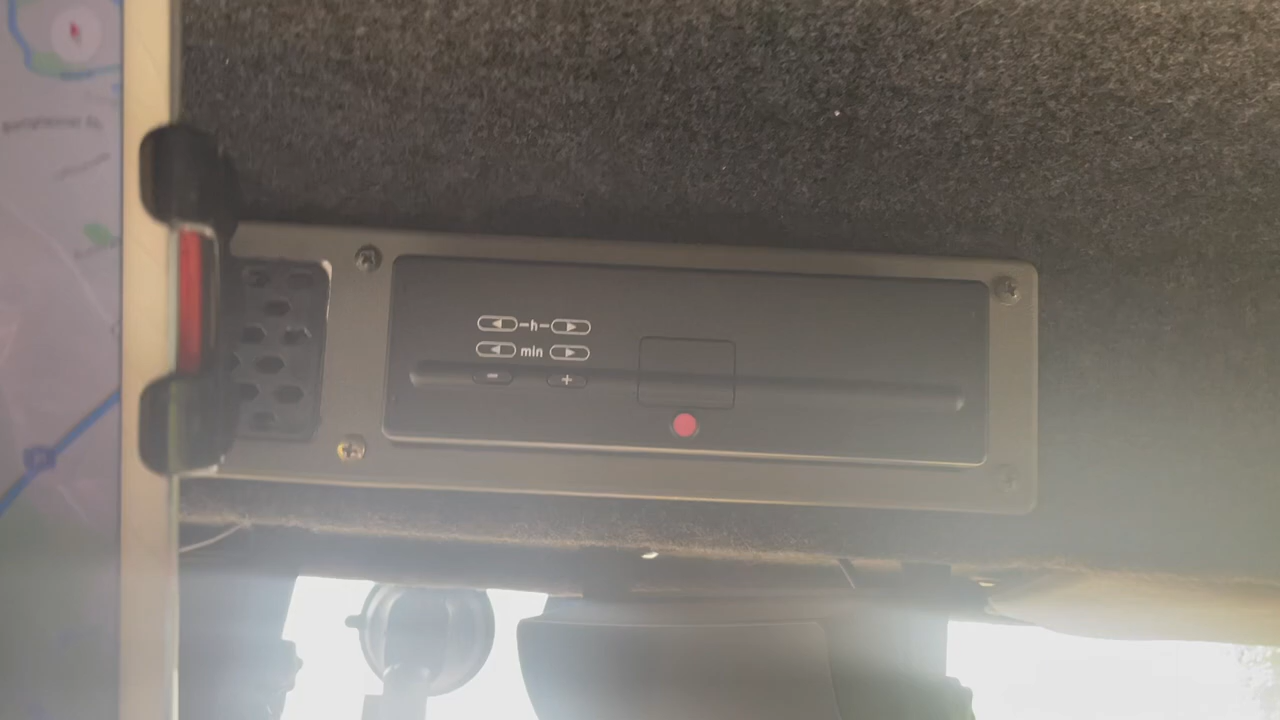 ◄ h ►
◄ min ►
- +